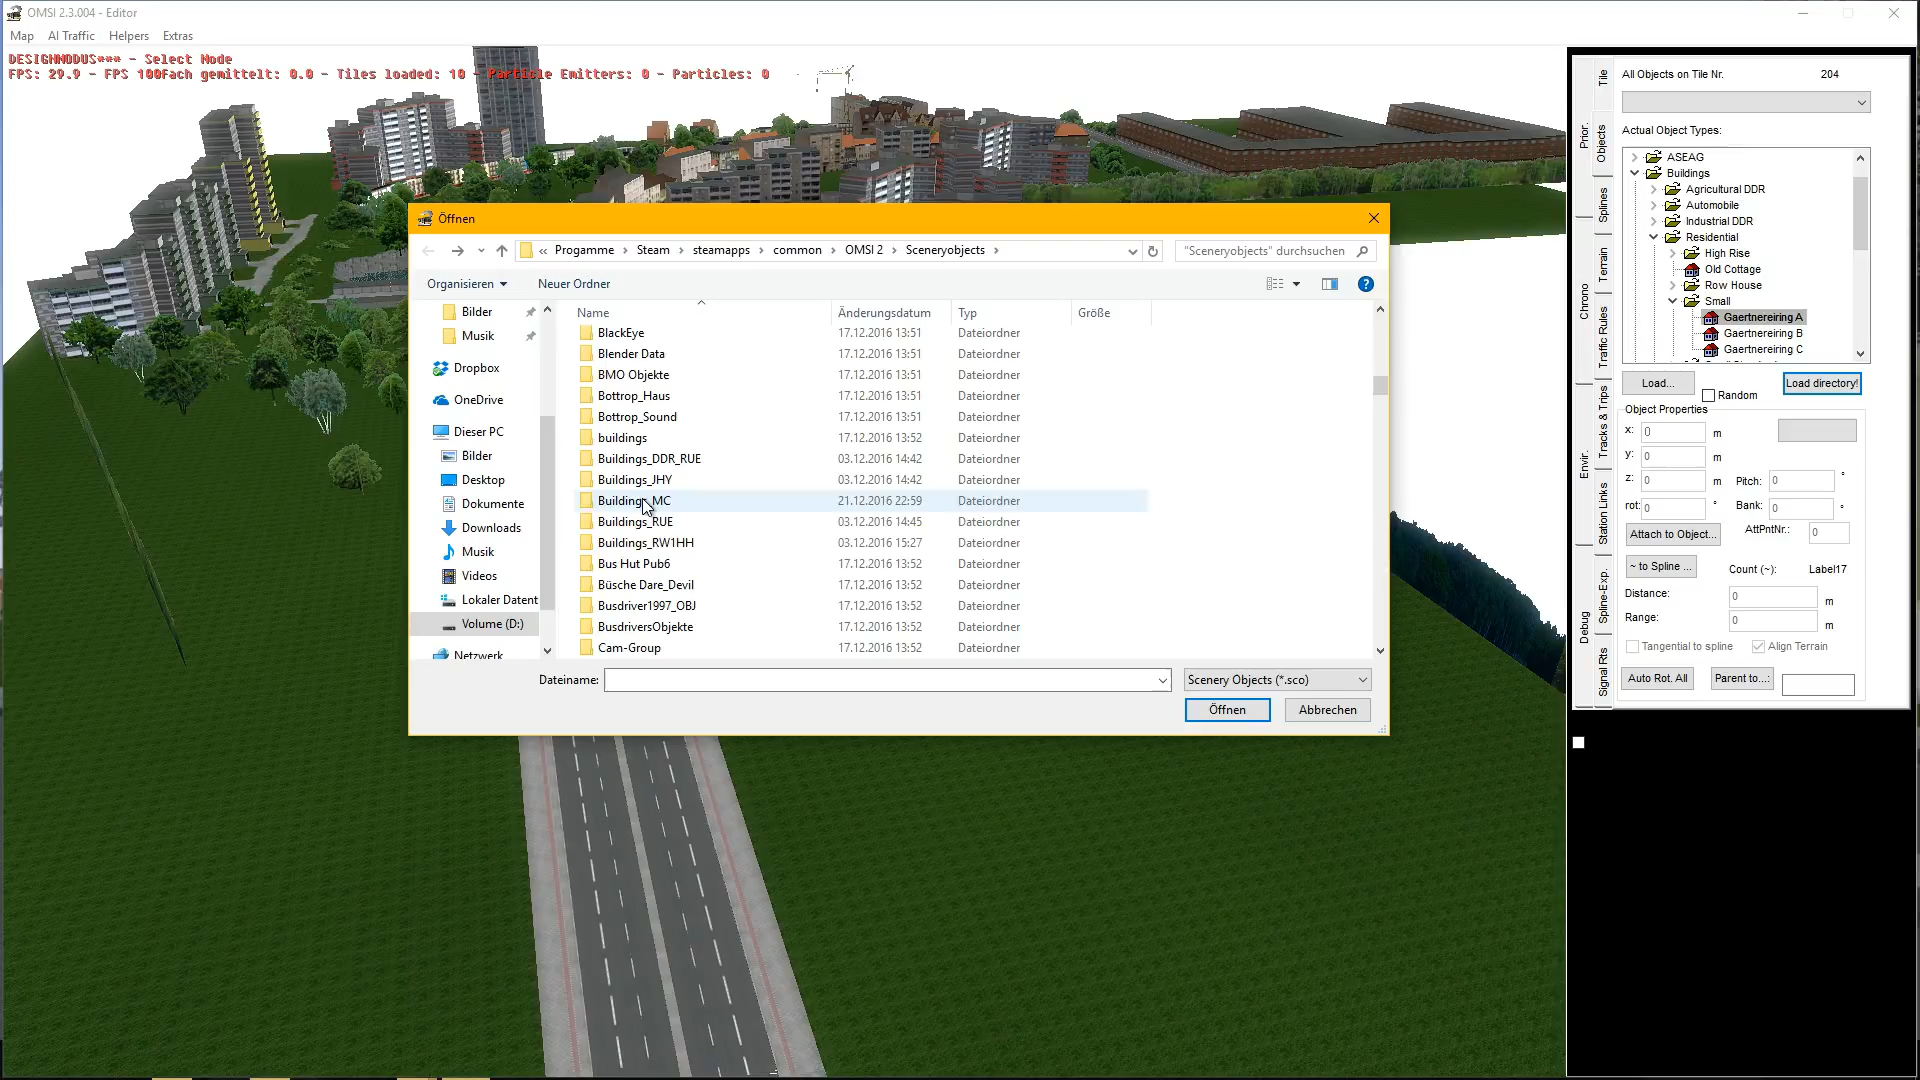 OMSI 2.3.004 - Editor
Map AI Traffic Helpers Extras
DESIGNMODUS*** - Select Mode
FPS: 29.9 - FPS 100Fach gemittelt: 0.0 - Tiles loaded: 10 - Particle Emitters: 0 - Particles: 0
Öffnen
« Progamme › Steam › steamapps › common › OMSI 2 › Sceneryobjects ›
"Sceneryobjects" durchsuchen
Organisieren Neuer Ordner
Bilder
Musik
Dropbox
OneDrive
Dieser PC
Bilder
Desktop
Dokumente
Downloads
Musik
Videos
Lokaler Datent
Volume (D:)
Netzwerk
Name Änderungsdatum Typ Größe
BlackEye 17.12.2016 13:51 Dateiordner
Blender Data 17.12.2016 13:51 Dateiordner
BMO Objekte 17.12.2016 13:51 Dateiordner
Bottrop_Haus 17.12.2016 13:51 Dateiordner
Bottrop_Sound 17.12.2016 13:51 Dateiordner
buildings 17.12.2016 13:52 Dateiordner
Buildings_DDR_RUE 03.12.2016 14:42 Dateiordner
Buildings_JHY 03.12.2016 14:42 Dateiordner
Buildings_MC 21.12.2016 22:59 Dateiordner
Buildings_RUE 03.12.2016 14:45 Dateiordner
Buildings_RW1HH 03.12.2016 15:27 Dateiordner
Bus Hut Pub6 17.12.2016 13:52 Dateiordner
Büsche Dare_Devil 17.12.2016 13:52 Dateiordner
Busdriver1997_OBJ 17.12.2016 13:52 Dateiordner
BusdriversObjekte 17.12.2016 13:52 Dateiordner
Cam-Group 17.12.2016 13:52 Dateiordner
Dateiname: Scenery Objects (*.sco)
Öffnen Abbrechen
Prior.
Chrono
Envir.
Debug
Tile
Objects
Splines
Terrain
Traffic Rules
Tracks & Trips
Station Links
Spline-Exp.
Signal Rts
All Objects on Tile Nr. 204
Actual Object Types:
ASEAG
Buildings
Agricultural DDR
Automobile
Industrial DDR
Residential
High Rise
Old Cottage
Row House
Small
Gaertnereiring A
Gaertnereiring B
Gaertnereiring C
Load... Random Load directory!
Object Properties
x: 0 m
y: 0 m
z: 0 m Pitch: 0 °
rot: 0 ° Bank: 0 °
Attach to Object... AttPntNr.: 0
~ to Spline ... Count (~): Label17
Distance: 0 m
Range: 0 m
Tangential to spline Align Terrain
Auto Rot. All Parent to...: